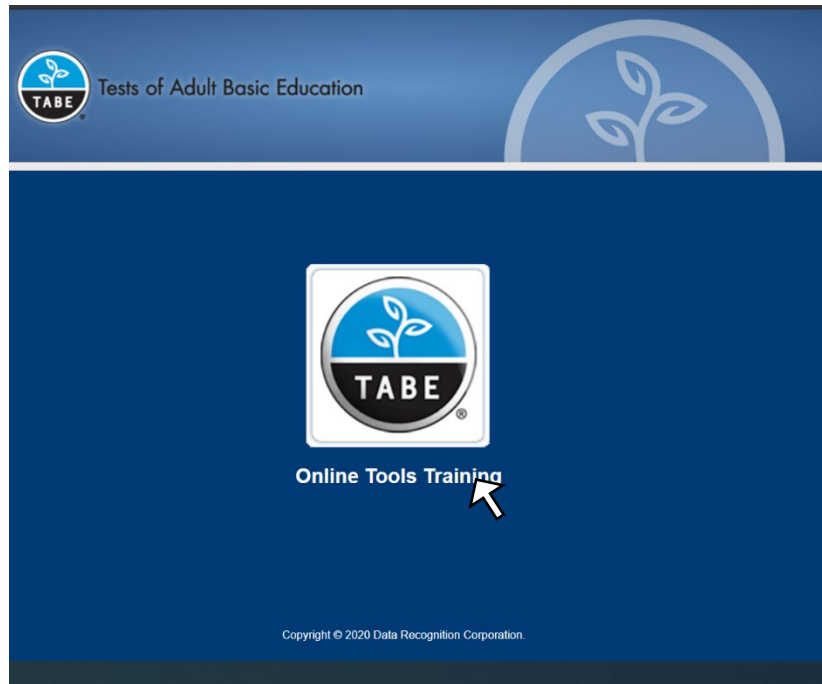 TABE
Tests of Adult Basic Education
TABE
®
Online Tools Training
Copyright © 2020 Data Recognition Corporation.